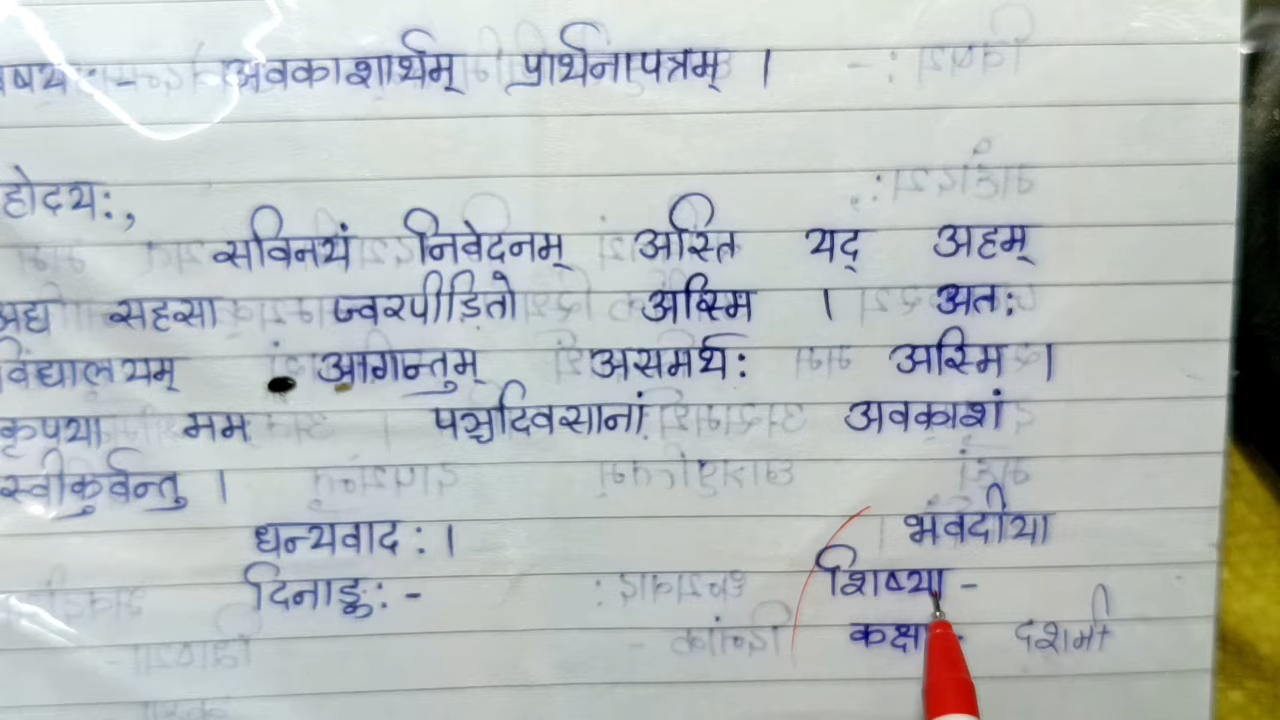 षय :- अवकाशार्थम् प्रार्थनापत्रम् ।
होदयः,
सविनयं निवेदनम् अस्ति यद् अहम्
अद्य सहसा ज्वरपीडितो अस्मि । अतः
विद्यालयम् आगन्तुम् असमर्थः अस्मि ।
कृपया मम पञ्चदिवसानां अवकाशं
स्वीकुर्वन्तु ।
धन्यवादः । भवदीया
दिनाङ्कः - शिष्या -
कक्षा - दशमी